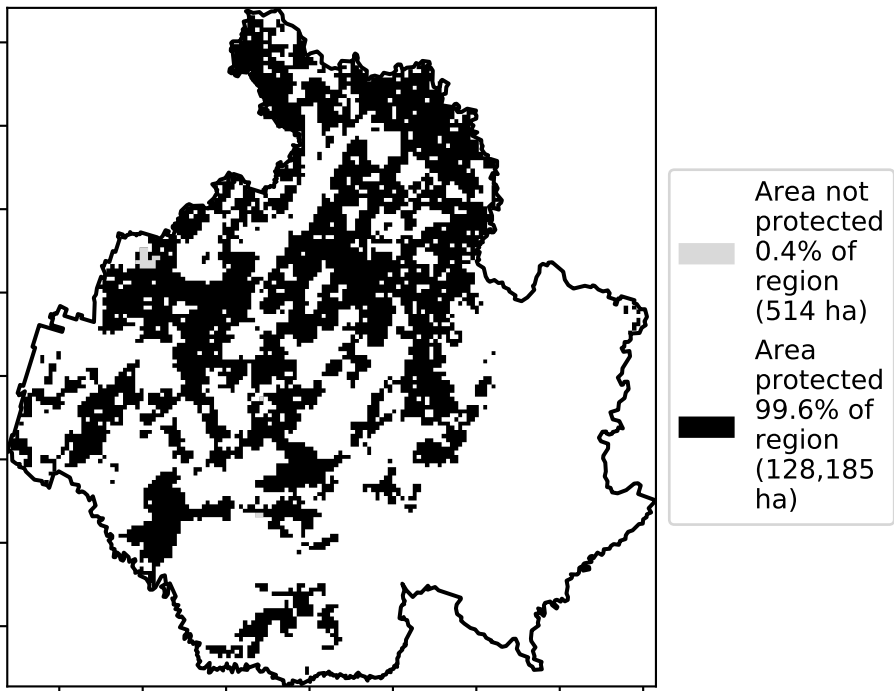 Area not
protected
0.4% of
region
(514 ha)
Area
protected
99.6% of
region
(128,185
ha)